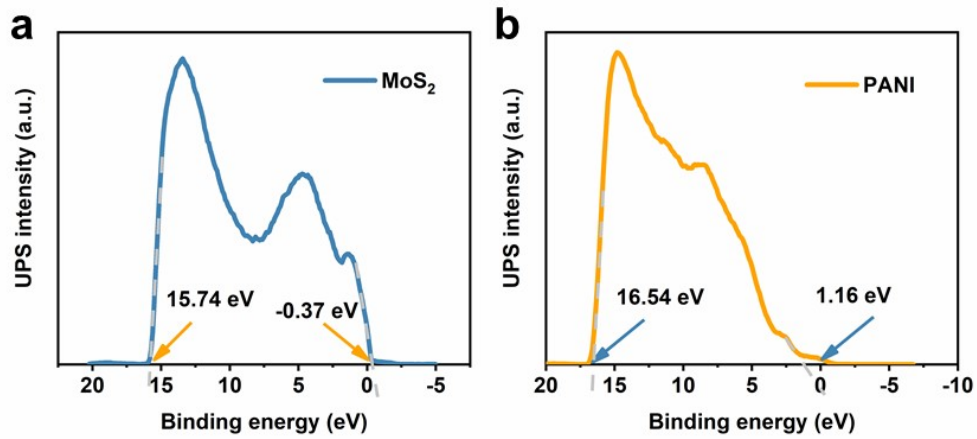 a
MoS₂
15.74 eV
-0.37 eV
UPS intensity (a.u.)
20 15 10 5 0 -5
Binding energy (eV)
b
PANI
16.54 eV
1.16 eV
UPS intensity (a.u.)
20 15 10 5 0 -5 -10
Binding energy (eV)